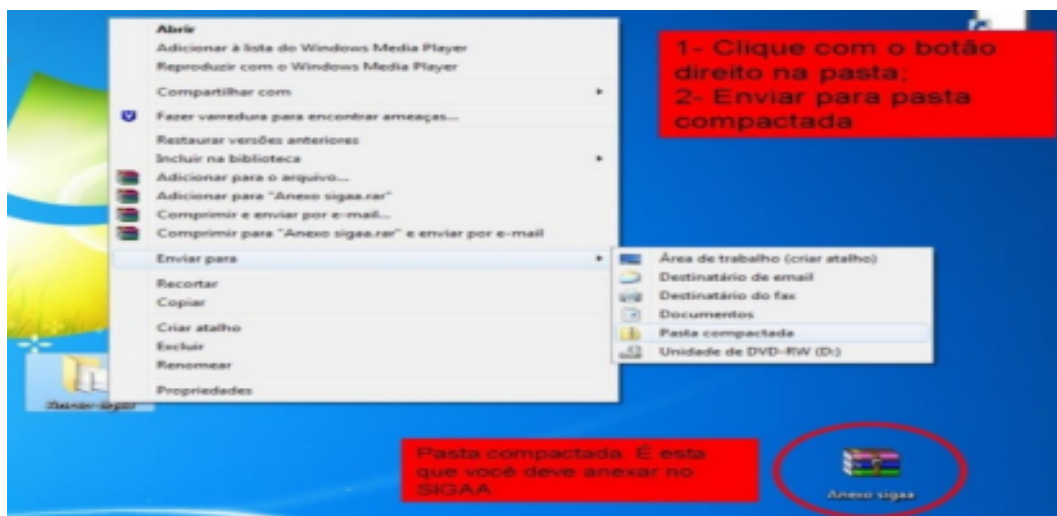 Abrir
Adicionar à lista do Windows Media Player
Reproduzir com o Windows Media Player
Compartilhar com
Fazer varredura para encontrar ameaças...
Restaurar versões anteriores
Incluir na biblioteca
Adicionar para o arquivo...
Adicionar para "Anexo sigaa.rar"
Comprimir e enviar por e-mail...
Comprimir para "Anexo sigaa.rar" e enviar por e-mail
Enviar para
Recortar
Copiar
Criar atalho
Excluir
Renomear
Propriedades
1- Clique com o botão
direito na pasta;
2- Enviar para pasta
compactada
Área de trabalho (criar atalho)
Destinatário de email
Destinatário do fax
Documentos
Pasta compactada
Unidade de DVD-RW (D:)
Anexo sigaa
Pasta compactada. É esta
que você deve anexar no
SIGAA
Anexo sigaa